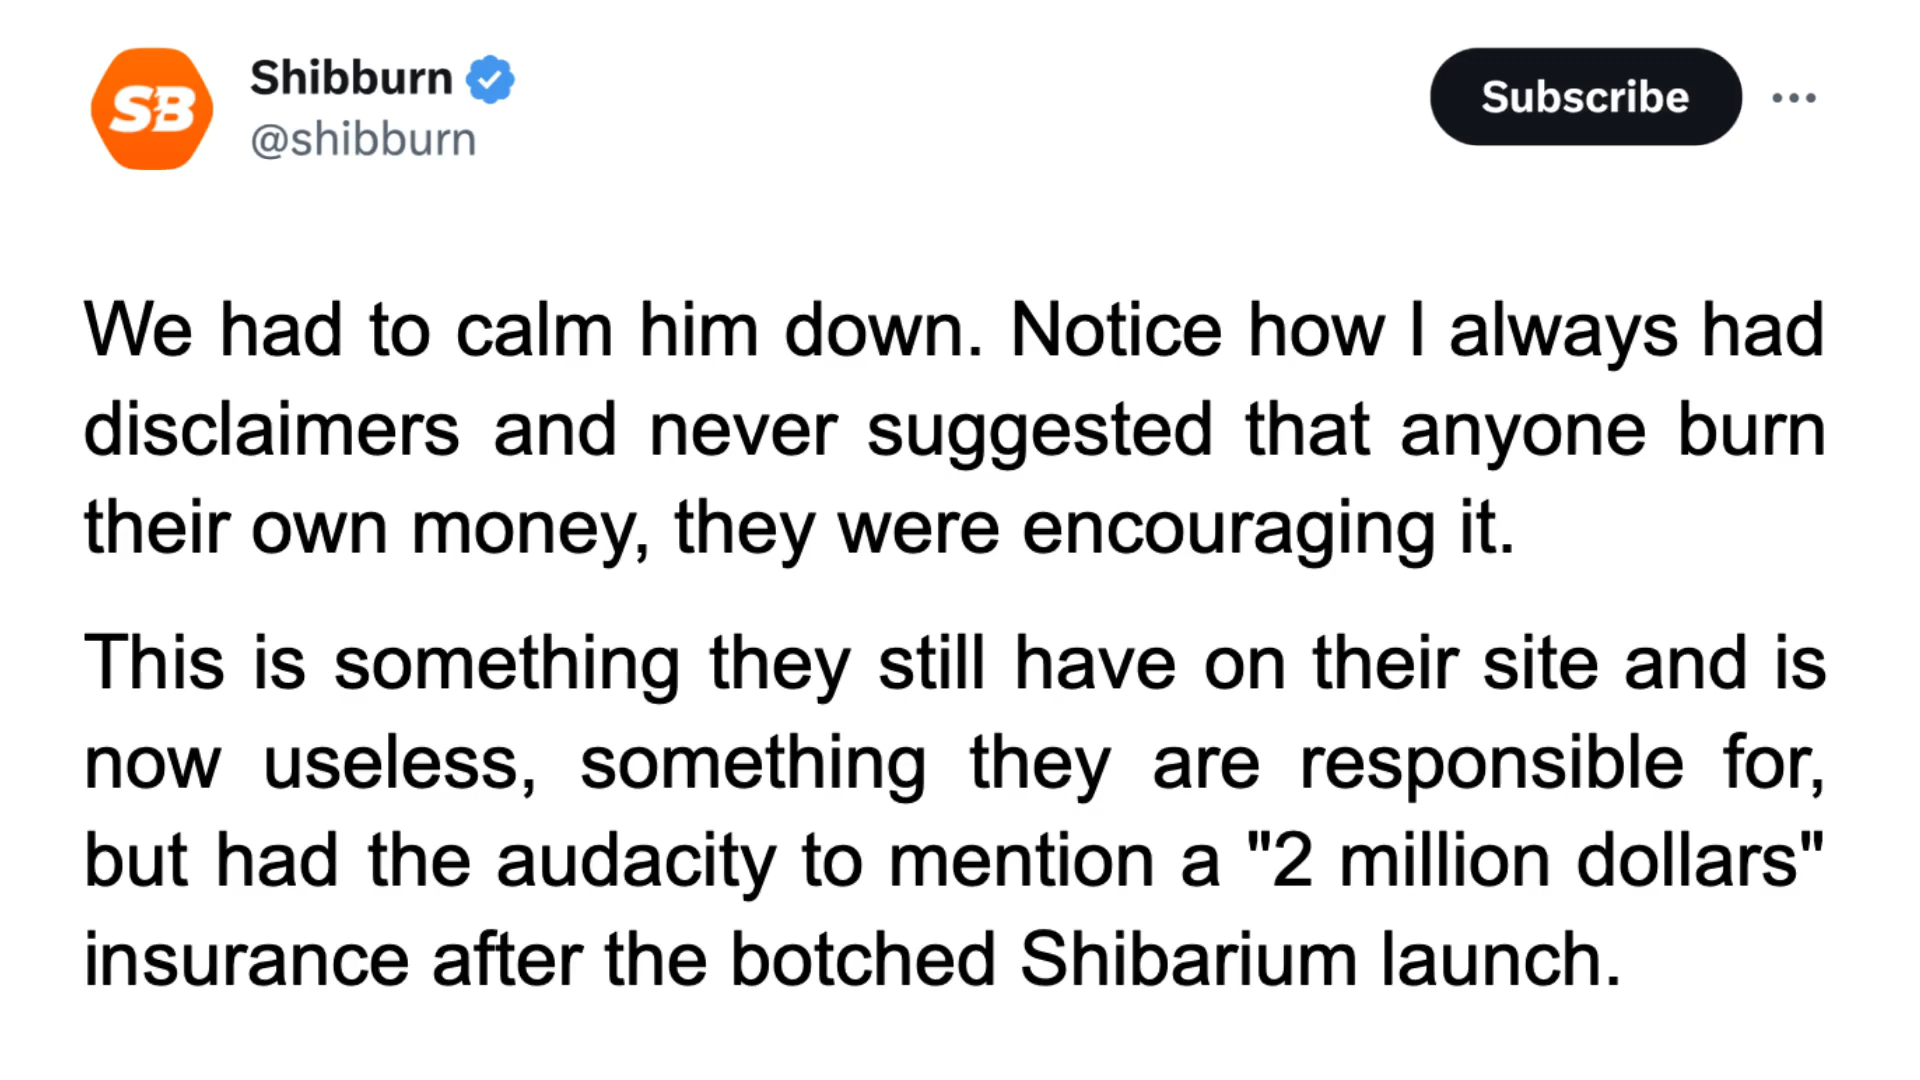 SB
Shibburn
@shibburn
Subscribe
We had to calm him down. Notice how I always had
disclaimers and never suggested that anyone burn
their own money, they were encouraging it.
This is something they still have on their site and is
now useless, something they are responsible for,
but had the audacity to mention a "2 million dollars"
insurance after the botched Shibarium launch.